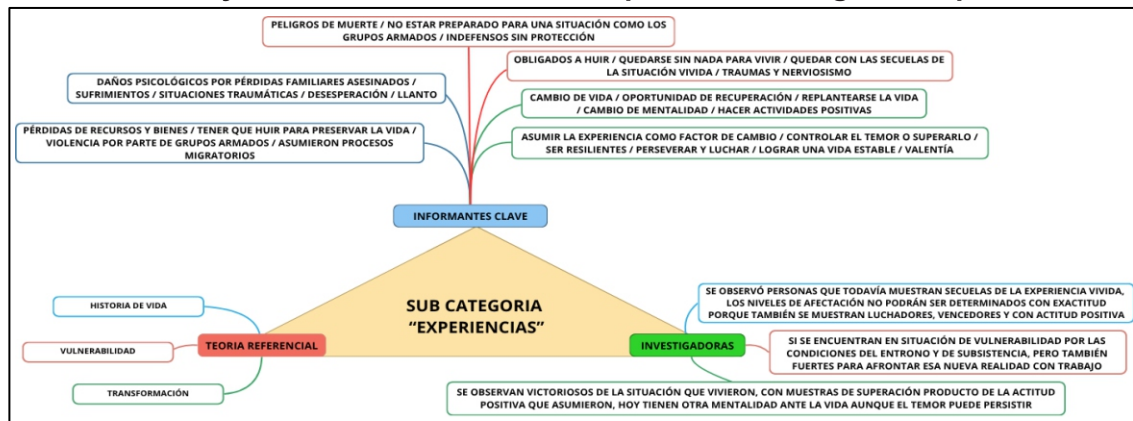 PELIGROS DE MUERTE / NO ESTAR PREPARADO PARA UNA SITUACIÓN COMO LOS
GRUPOS ARMADOS / INDEFENSOS SIN PROTECCIÓN
OBLIGADOS A HUIR / QUEDARSE SIN NADA PARA VIVIR / QUEDAR CON LAS SECUELAS DE
LA SITUACIÓN VIVIDA / TRAUMAS Y NERVIOSISMO
DAÑOS PSICOLÓGICOS POR PÉRDIDAS FAMILIARES ASESINADOS /
SUFRIMIENTOS / SITUACIONES TRAUMÁTICAS / DESESPERACIÓN / LLANTO
CAMBIO DE VIDA / OPORTUNIDAD DE RECUPERACIÓN / REPLANTEARSE LA VIDA
/ CAMBIO DE MENTALIDAD / HACER ACTIVIDADES POSITIVAS
PÉRDIDAS DE RECURSOS Y BIENES / TENER QUE HUIR PARA PRESERVAR LA VIDA /
VIOLENCIA POR PARTE DE GRUPOS ARMADOS / ASUMIERON PROCESOS
MIGRATORIOS
ASUMIR LA EXPERIENCIA COMO FACTOR DE CAMBIO / CONTROLAR EL TEMOR O SUPERARLO /
SER RESILIENTES / PERSEVERAR Y LUCHAR / LOGRAR UNA VIDA ESTABLE / VALENTÍA
INFORMANTES CLAVE
SUB CATEGORIA
"EXPERIENCIAS"
HISTORIA DE VIDA
TEORIA REFERENCIAL
VULNERABILIDAD
TRANSFORMACIÓN
SE OBSERVÓ PERSONAS QUE TODAVÍA MUESTRAN SECUELAS DE LA EXPERIENCIA VIVIDA,
LOS NIVELES DE AFECTACIÓN NO PODRÁN SER DETERMINADOS CON EXACTITUD
PORQUE TAMBIÉN SE MUESTRAN LUCHADORES, VENCEDORES Y CON ACTITUD POSITIVA
INVESTIGADORAS
SI SE ENCUENTRAN EN SITUACIÓN DE VULNERABILIDAD POR LAS
CONDICIONES DEL ENTRONO Y DE SUBSISTENCIA, PERO TAMBIÉN
FUERTES PARA AFRONTAR ESA NUEVA REALIDAD CON TRABAJO
SE OBSERVAN VICTORIOSOS DE LA SITUACIÓN QUE VIVIERON, CON MUESTRAS DE SUPERACIÓN PRODUCTO DE LA ACTITUD
POSITIVA QUE ASUMIERON, HOY TIENEN OTRA MENTALIDAD ANTE LA VIDA AUNQUE EL TEMOR PUEDE PERSISTIR